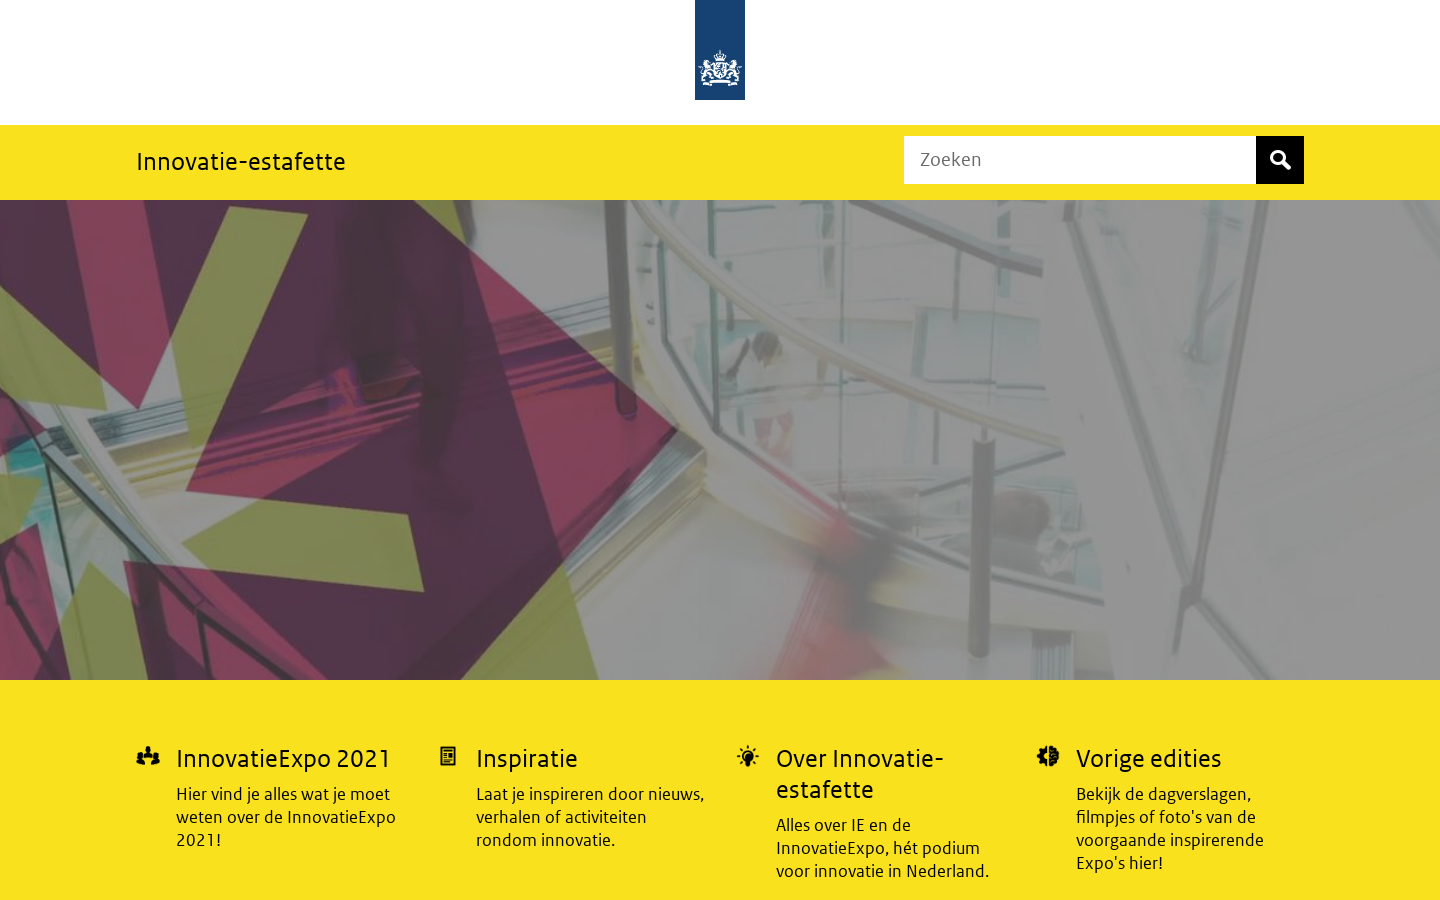 Innovatie-estafette
Zoeken
InnovatieExpo 2021
Hier vind je alles wat je moet
weten over de InnovatieExpo
2021!
Inspiratie
Laat je inspireren door nieuws,
verhalen of activiteiten
rondom innovatie.
Over Innovatie-
estafette
Alles over IE en de
InnovatieExpo, hét podium
voor innovatie in Nederland.
Vorige edities
Bekijk de dagverslagen,
filmpjes of foto's van de
voorgaande inspirerende
Expo's hier!